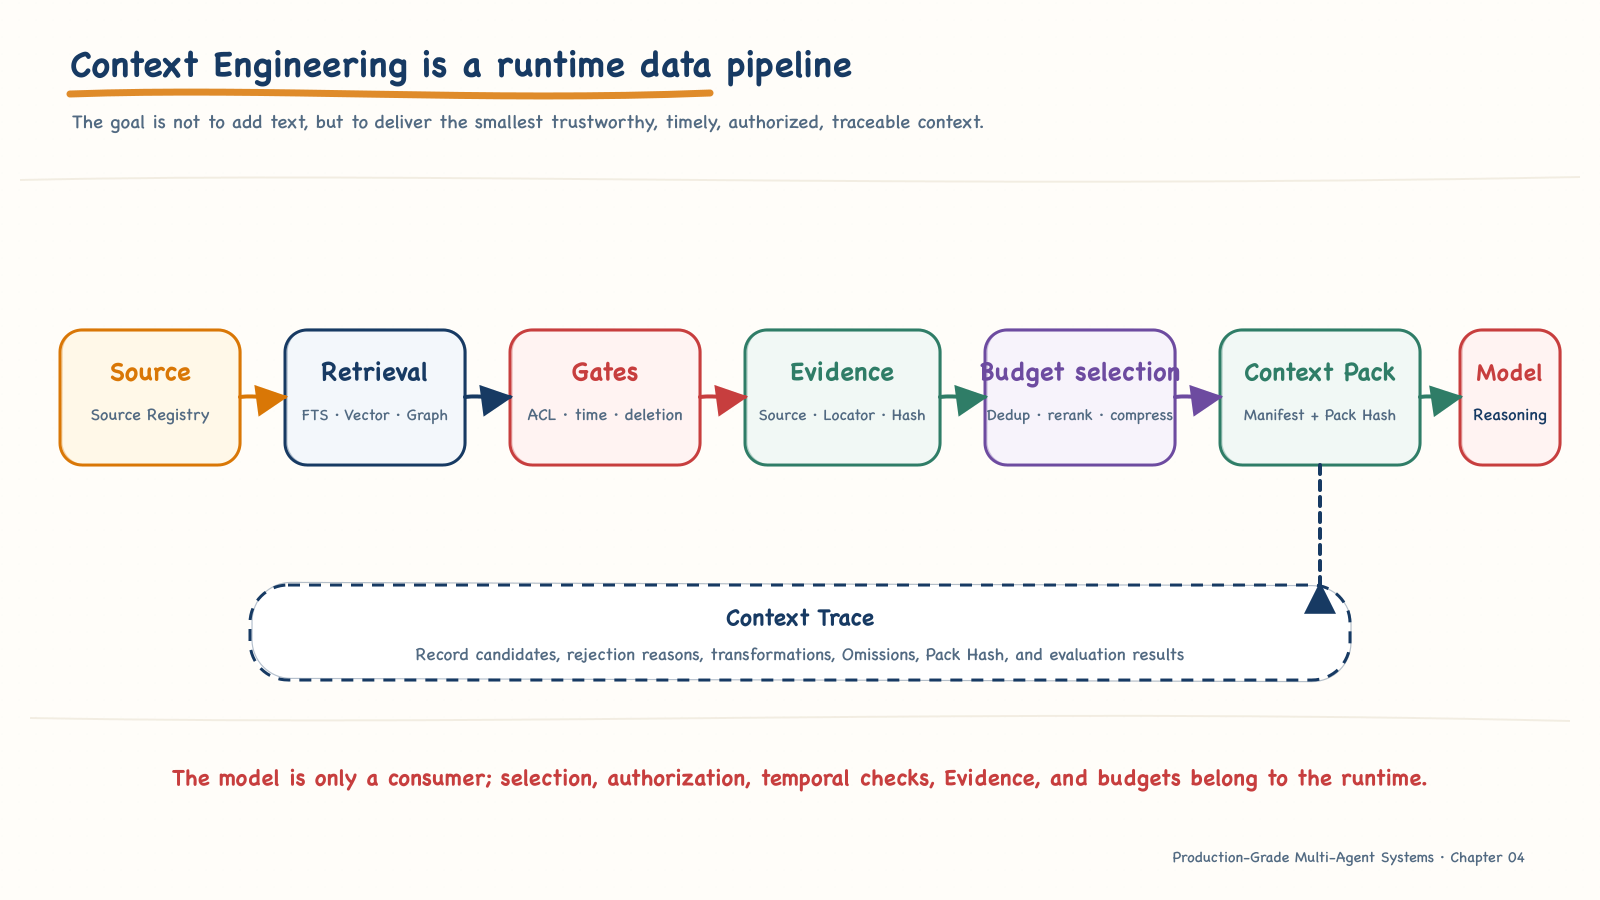 Context Engineering is a runtime data pipeline
The goal is not to add text, but to deliver the smallest trustworthy, timely, authorized, traceable context.
Source
Source Registry
Retrieval
FTS · Vector · Graph
Gates
ACL · time · deletion
Evidence
Source · Locator · Hash
Budget selection
Dedup · rerank · compress
Context Pack
Manifest + Pack Hash
Model
Reasoning
Context Trace
Record candidates, rejection reasons, transformations, Omissions, Pack Hash, and evaluation results
The model is only a consumer; selection, authorization, temporal checks, Evidence, and budgets belong to the runtime.
Production-Grade Multi-Agent Systems · Chapter 04